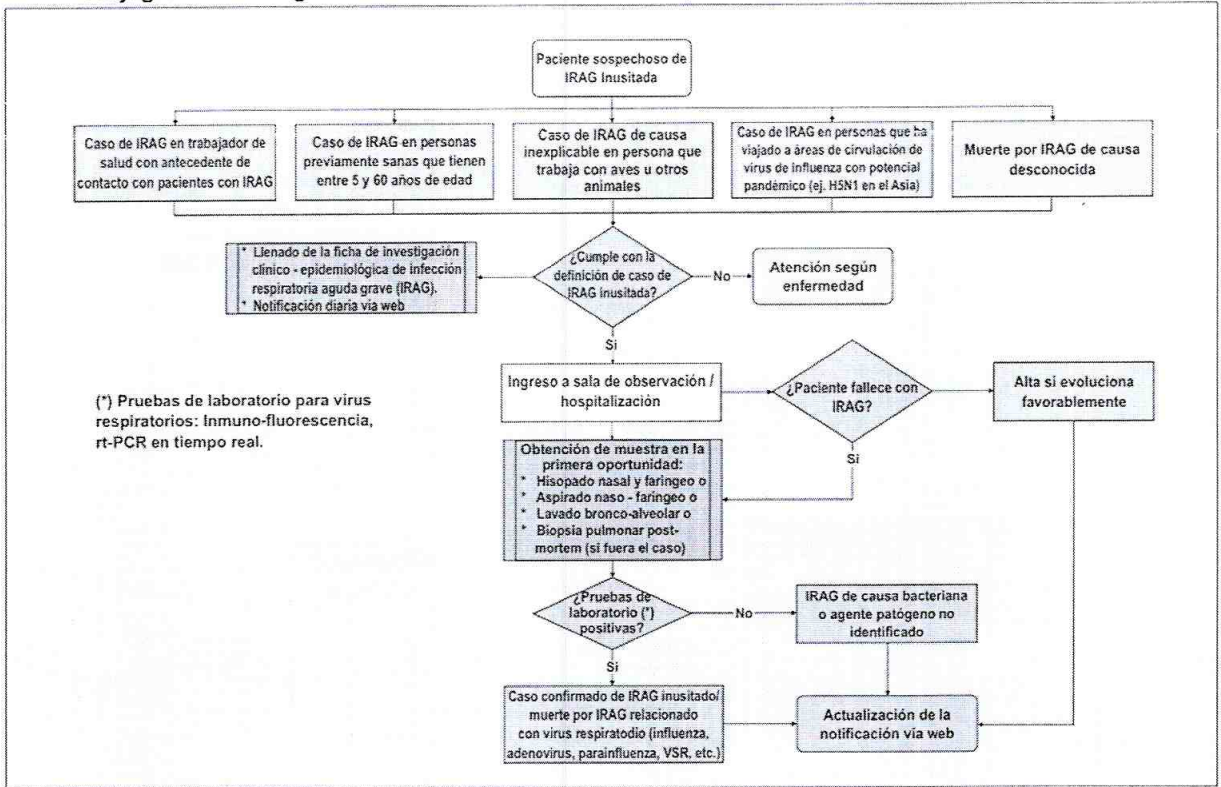 Paciente sospechoso de
IRAG Inusitada
Caso de IRAG en trabajador de
salud con antecedente de
contacto con pacientes con IRAG
Caso de IRAG en personas
previamente sanas que tienen
entre 5 y 60 años de edad
Caso de IRAG de causa
inexplicable en persona que
trabaja con aves u otros
animales
Caso de IRAG en personas que ha
viajado a áreas de cirvulación de
virus de influenza con potencial
pandémico (ej. H5N1 en el Asia)
Muerte por IRAG de causa
desconocida
* Llenado de la ficha de investigación
clínico - epidemiológica de infección
respiratoria aguda grave (IRAG).
* Notificación diaria via web
¿Cumple con la
definición de caso de
IRAG inusitada?
No
Atención según
enfermedad
Si
Ingreso a sala de observación /
hospitalización
¿Paciente fallece con
IRAG?
Alta si evoluciona
favorablemente
(*) Pruebas de laboratorio para virus
respiratorios: Inmuno-fluorescencia,
rt-PCR en tiempo real.
Si
Obtención de muestra en la
primera oportunidad:
* Hisopado nasal y faringeo o
* Aspirado naso - faringeo o
* Lavado bronco-alveolar o
* Biopsia pulmonar post-
mortem (si fuera el caso)
¿Pruebas de
laboratorio (*)
positivas?
No
IRAG de causa bacteriana
o agente patógeno no
identificado
Si
Caso confirmado de IRAG inusitado/
muerte por IRAG relacionado
con virus respiratodio (influenza,
adenovirus, parainfluenza, VSR, etc.)
Actualización de la
notificación vía web